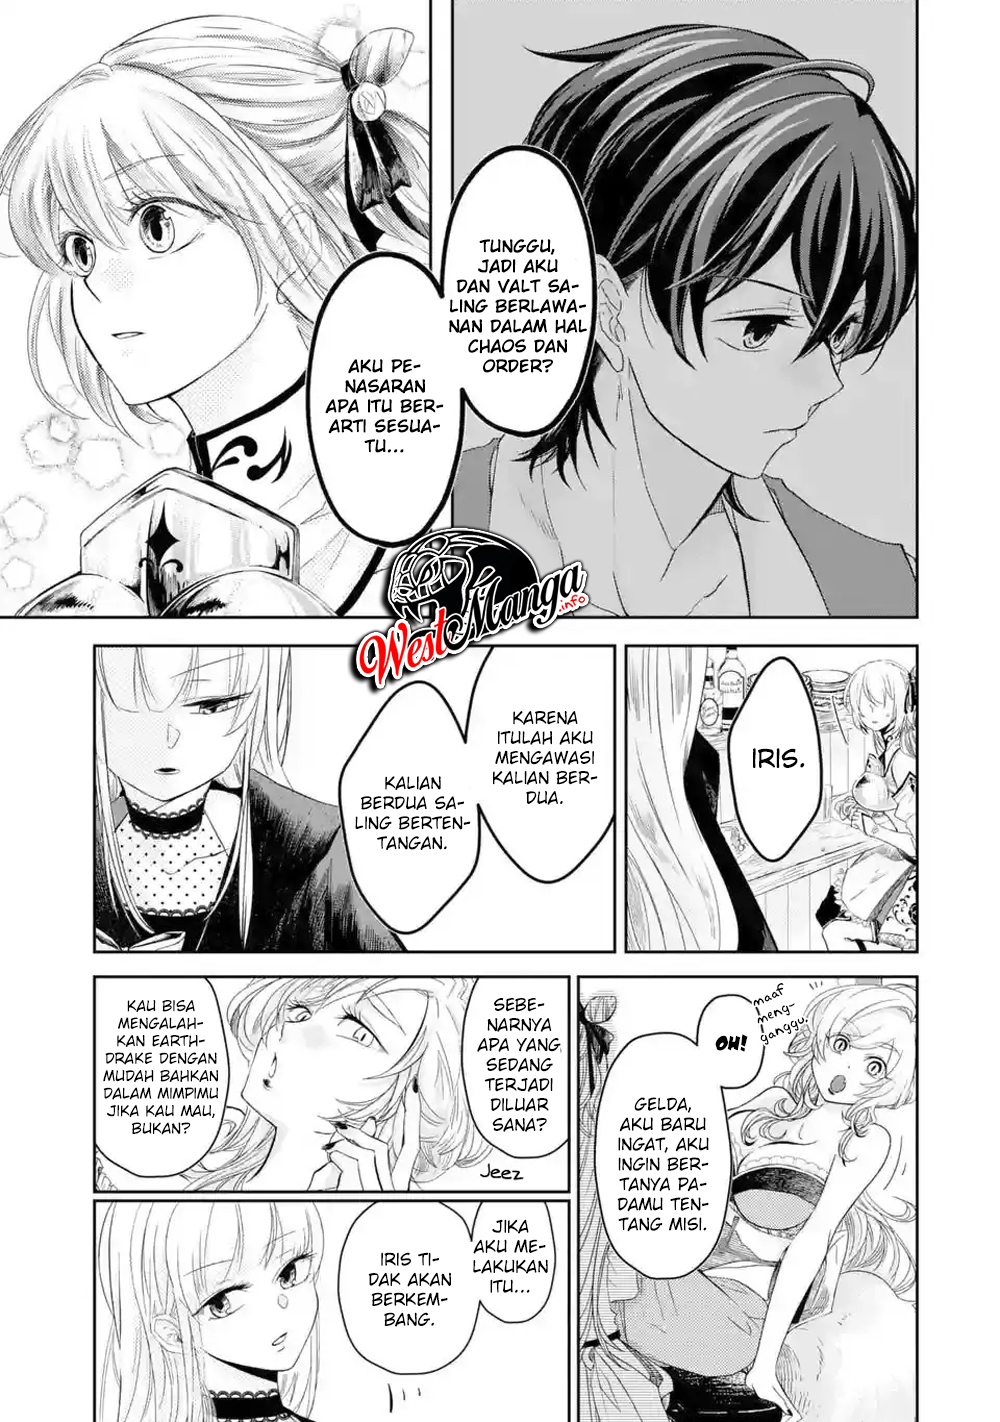 TUNGGU,
JADI AKU
DAN VALT SA-
LING BERLAWA-
NAN DALAM HAL
CHAOS DAN
ORDER?
AKU PE-
NASARAN
APA ITU BER-
ARTI SESUA-
TU...
WestManga
.info
IRIS.
KARENA
ITULAH AKU
MENGAWASI
KALIAN BER-
DUA.
KALIAN
BERDUA SA-
LING BERTEN-
TANGAN.
OH!
maaf
meng-
ganggu.
GELDA,
AKU BARU
INGAT, AKU
INGIN BER-
TANYA PA-
DAMU TEN-
TANG MISI.
SEBE-
NARNYA
APA YANG
SEDANG
TERJADI
DILUAR
SANA?
Jeez
KAU BISA
MENGALAH-
KAN EARTH-
DRAKE DENGAN
MUDAH BAHKAN
DALAM MIMPIMU
JIKA KAU MAU,
BUKAN?
JIKA
AKU ME-
LAKUKAN
ITU...
IRIS TI-
DAK AKAN
BERKEM-
BANG.